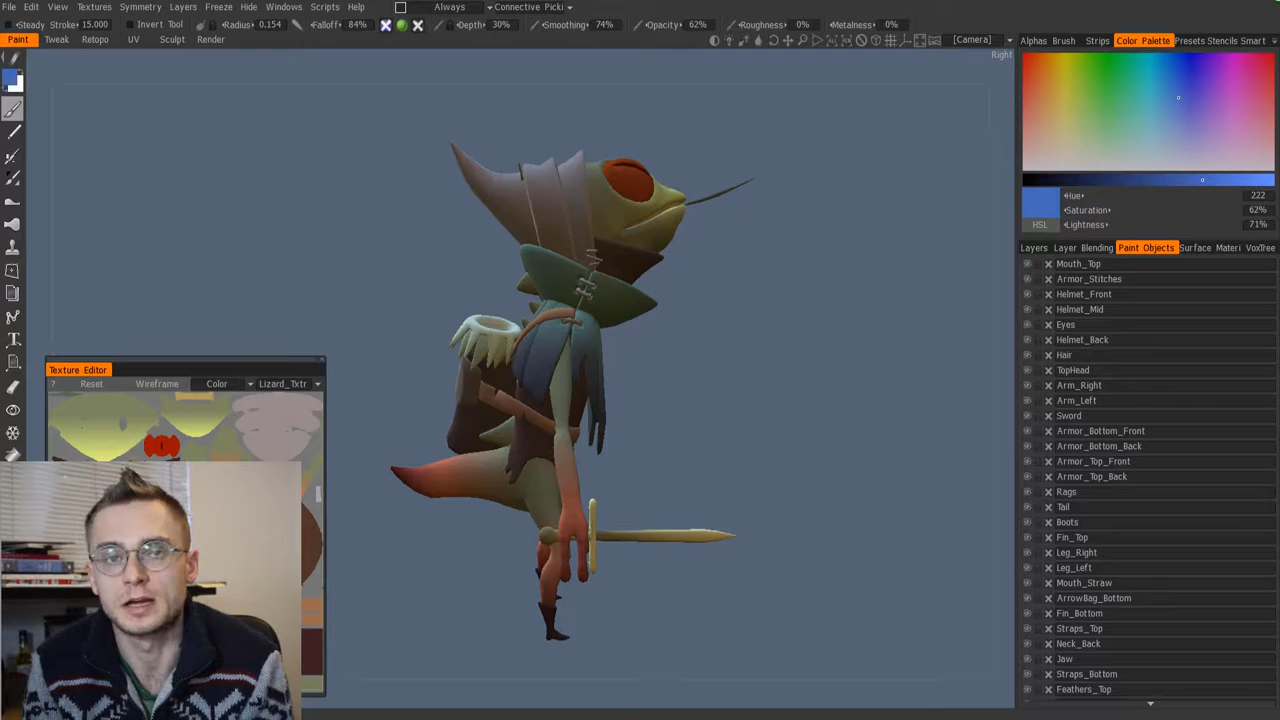 File Edit View Textures Symmetry Layers Freeze Hide Windows Scripts Help Always Connective Picki
Steady Stroke 15.000 Invert Tool Radius 0.154 Falloff 84% Depth 30% Smoothing 74% Opacity 62% Roughness 0% Metalness 0%
Paint Tweak Retopo UV Sculpt Render [Camera] Alphas Brush Strips Color Palette Presets Stencils Smart
Right
Hue 222
Saturation 62%
HSL Lightness 71%
Layers Layer Blending Paint Objects Surface Materi VoxTree
Mouth_Top
Armor_Stitches
Helmet_Front
Helmet_Mid
Eyes
Helmet_Back
Hair
TopHead
Arm_Right
Arm_Left
Sword
Armor_Bottom_Front
Armor_Bottom_Back
Armor_Top_Front
Armor_Top_Back
Rags
Tail
Boots
Fin_Top
Leg_Right
Leg_Left
Mouth_Straw
ArrowBag_Bottom
Fin_Bottom
Straps_Top
Neck_Back
Jaw
Straps_Bottom
Feathers_Top
Texture Editor
? Reset Wireframe Color Lizard_Txtr